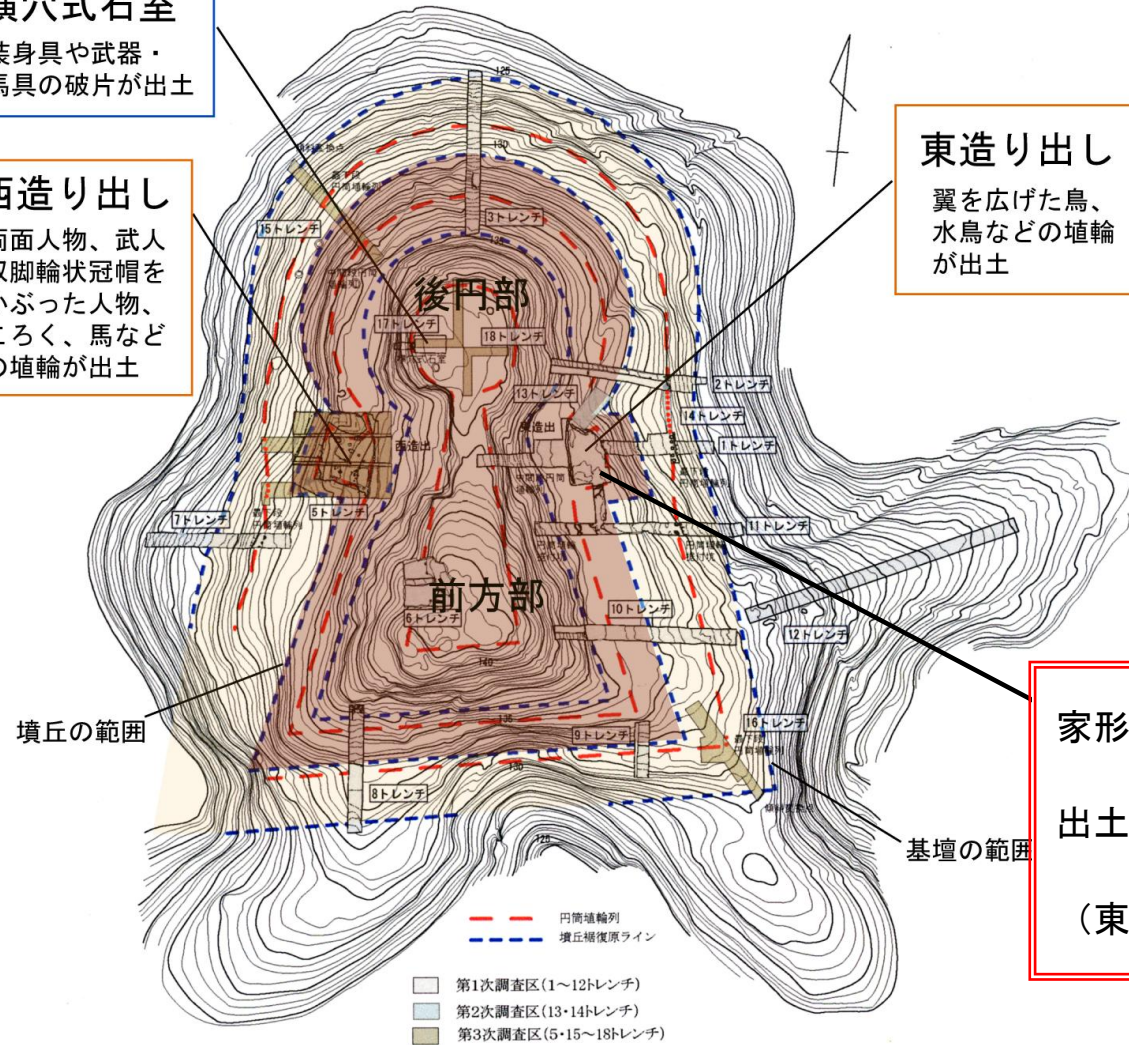 横穴式石室
装身具や武器・
馬具の破片が出土
西造り出し
両面人物、武人
双脚輪状冠帽を
かぶった人物、
ころく、馬など
の埴輪が出土
東造り出し
翼を広げた鳥、
水鳥などの埴輪
が出土
125
130
3トレンチ
15トレンチ
後円部
17トレンチ
18トレンチ
横穴式石室
13トレンチ
2トレンチ
14トレンチ
1トレンチ
東造出
西造出
7トレンチ
5トレンチ
11トレンチ
前方部
6トレンチ
10トレンチ
12トレンチ
140
135
130
9トレンチ
16トレンチ
8トレンチ
125
墳丘の範囲
基壇の範囲
家形
出土
（東
円筒埴輪列
墳丘裾復原ライン
第1次調査区(1～12トレンチ)
第2次調査区(13・14トレンチ)
第3次調査区(5・15～18トレンチ)